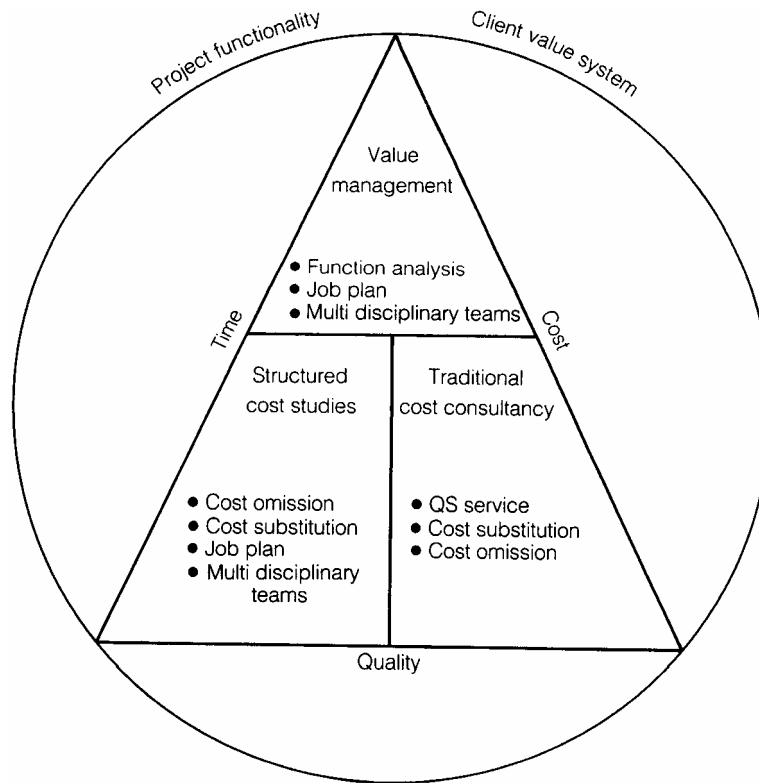 Project functionality
Client value system
Value
management
● Function analysis
● Job plan
● Multi disciplinary teams
Time
Cost
Structured
cost studies
● Cost omission
● Cost substitution
● Job plan
● Multi disciplinary
teams
Traditional
cost consultancy
● QS service
● Cost substitution
● Cost omission
Quality